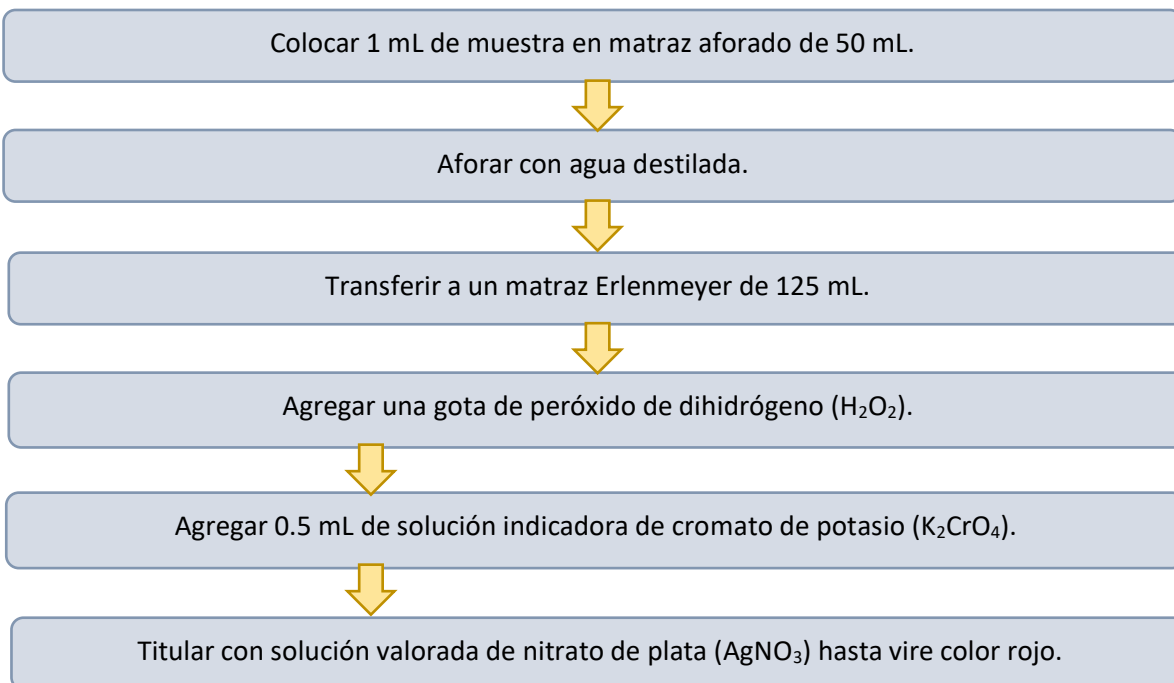 Colocar 1 mL de muestra en matraz aforado de 50 mL.
Aforar con agua destilada.
Transferir a un matraz Erlenmeyer de 125 mL.
Agregar una gota de peróxido de dihidrógeno (H₂O₂).
Agregar 0.5 mL de solución indicadora de cromato de potasio (K₂CrO₄).
Titular con solución valorada de nitrato de plata (AgNO₃) hasta vire color rojo.